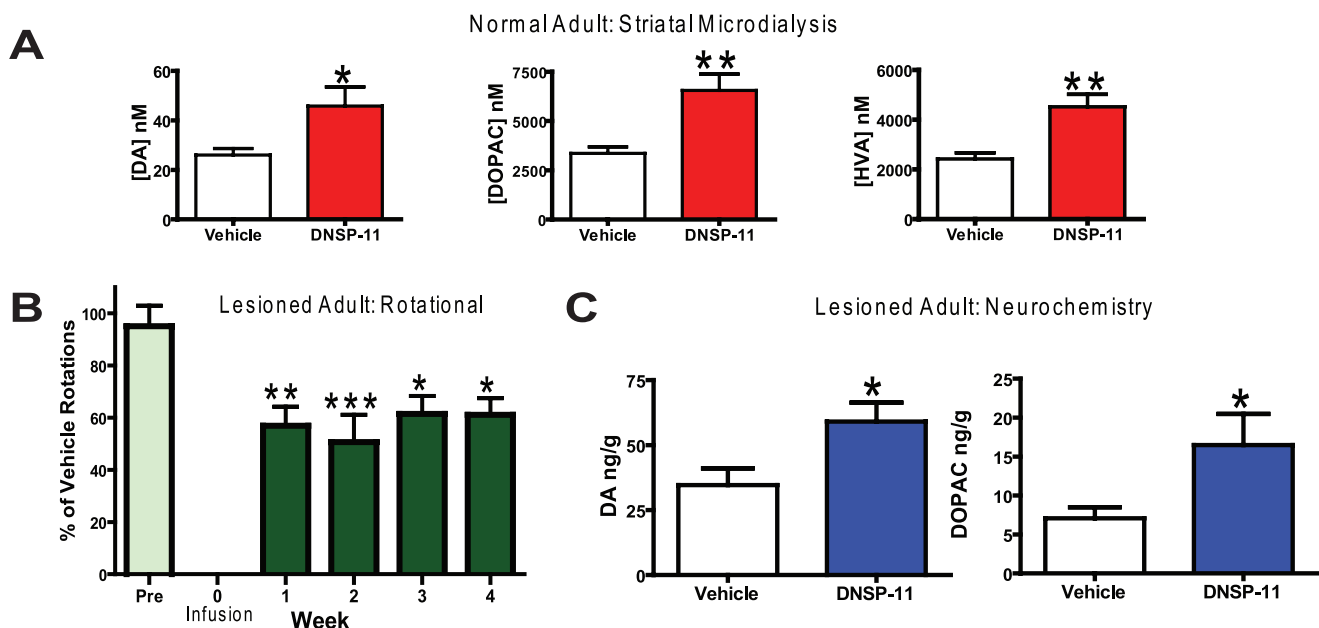 A
Normal Adult: Striatal Microdialysis
[DA] nM
60
40
20
0
*
Vehicle
DNSP-11
[DOPAC] nM
7500
5000
2500
0
**
Vehicle
DNSP-11
[HVA] nM
6000
4000
2000
0
**
Vehicle
DNSP-11
B
Lesioned Adult: Rotational
% of Vehicle Rotations
100
80
60
40
20
0
**
***
*
*
Pre
0
1
2
3
4
Infusion
Week
C
Lesioned Adult: Neurochemistry
DA ng/g
75
50
25
0
*
Vehicle
DNSP-11
DOPAC ng/g
25
20
15
10
5
0
*
Vehicle
DNSP-11